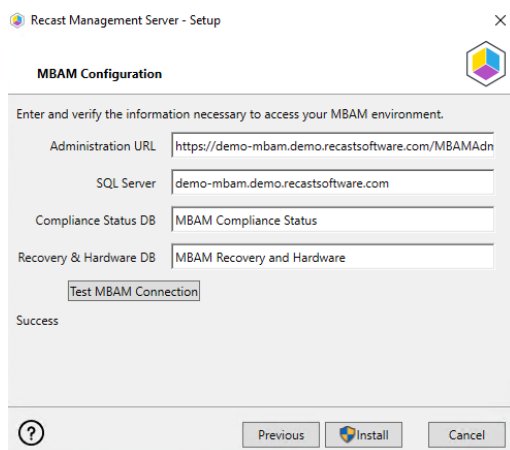 Recast Management Server - Setup
MBAM Configuration
Enter and verify the information necessary to access your MBAM environment.
Administration URL https://demo-mbam.demo.recastsoftware.com/MBAMAdn
SQL Server demo-mbam.demo.recastsoftware.com
Compliance Status DB MBAM Compliance Status
Recovery & Hardware DB MBAM Recovery and Hardware
Test MBAM Connection
Success
? Previous Install Cancel